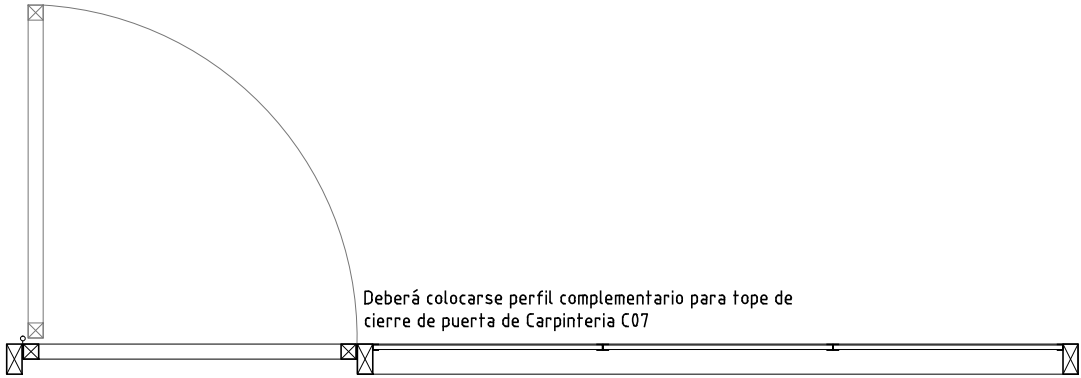 Deberá colocarse perfil complementario para tope de
cierre de puerta de Carpinteria C07